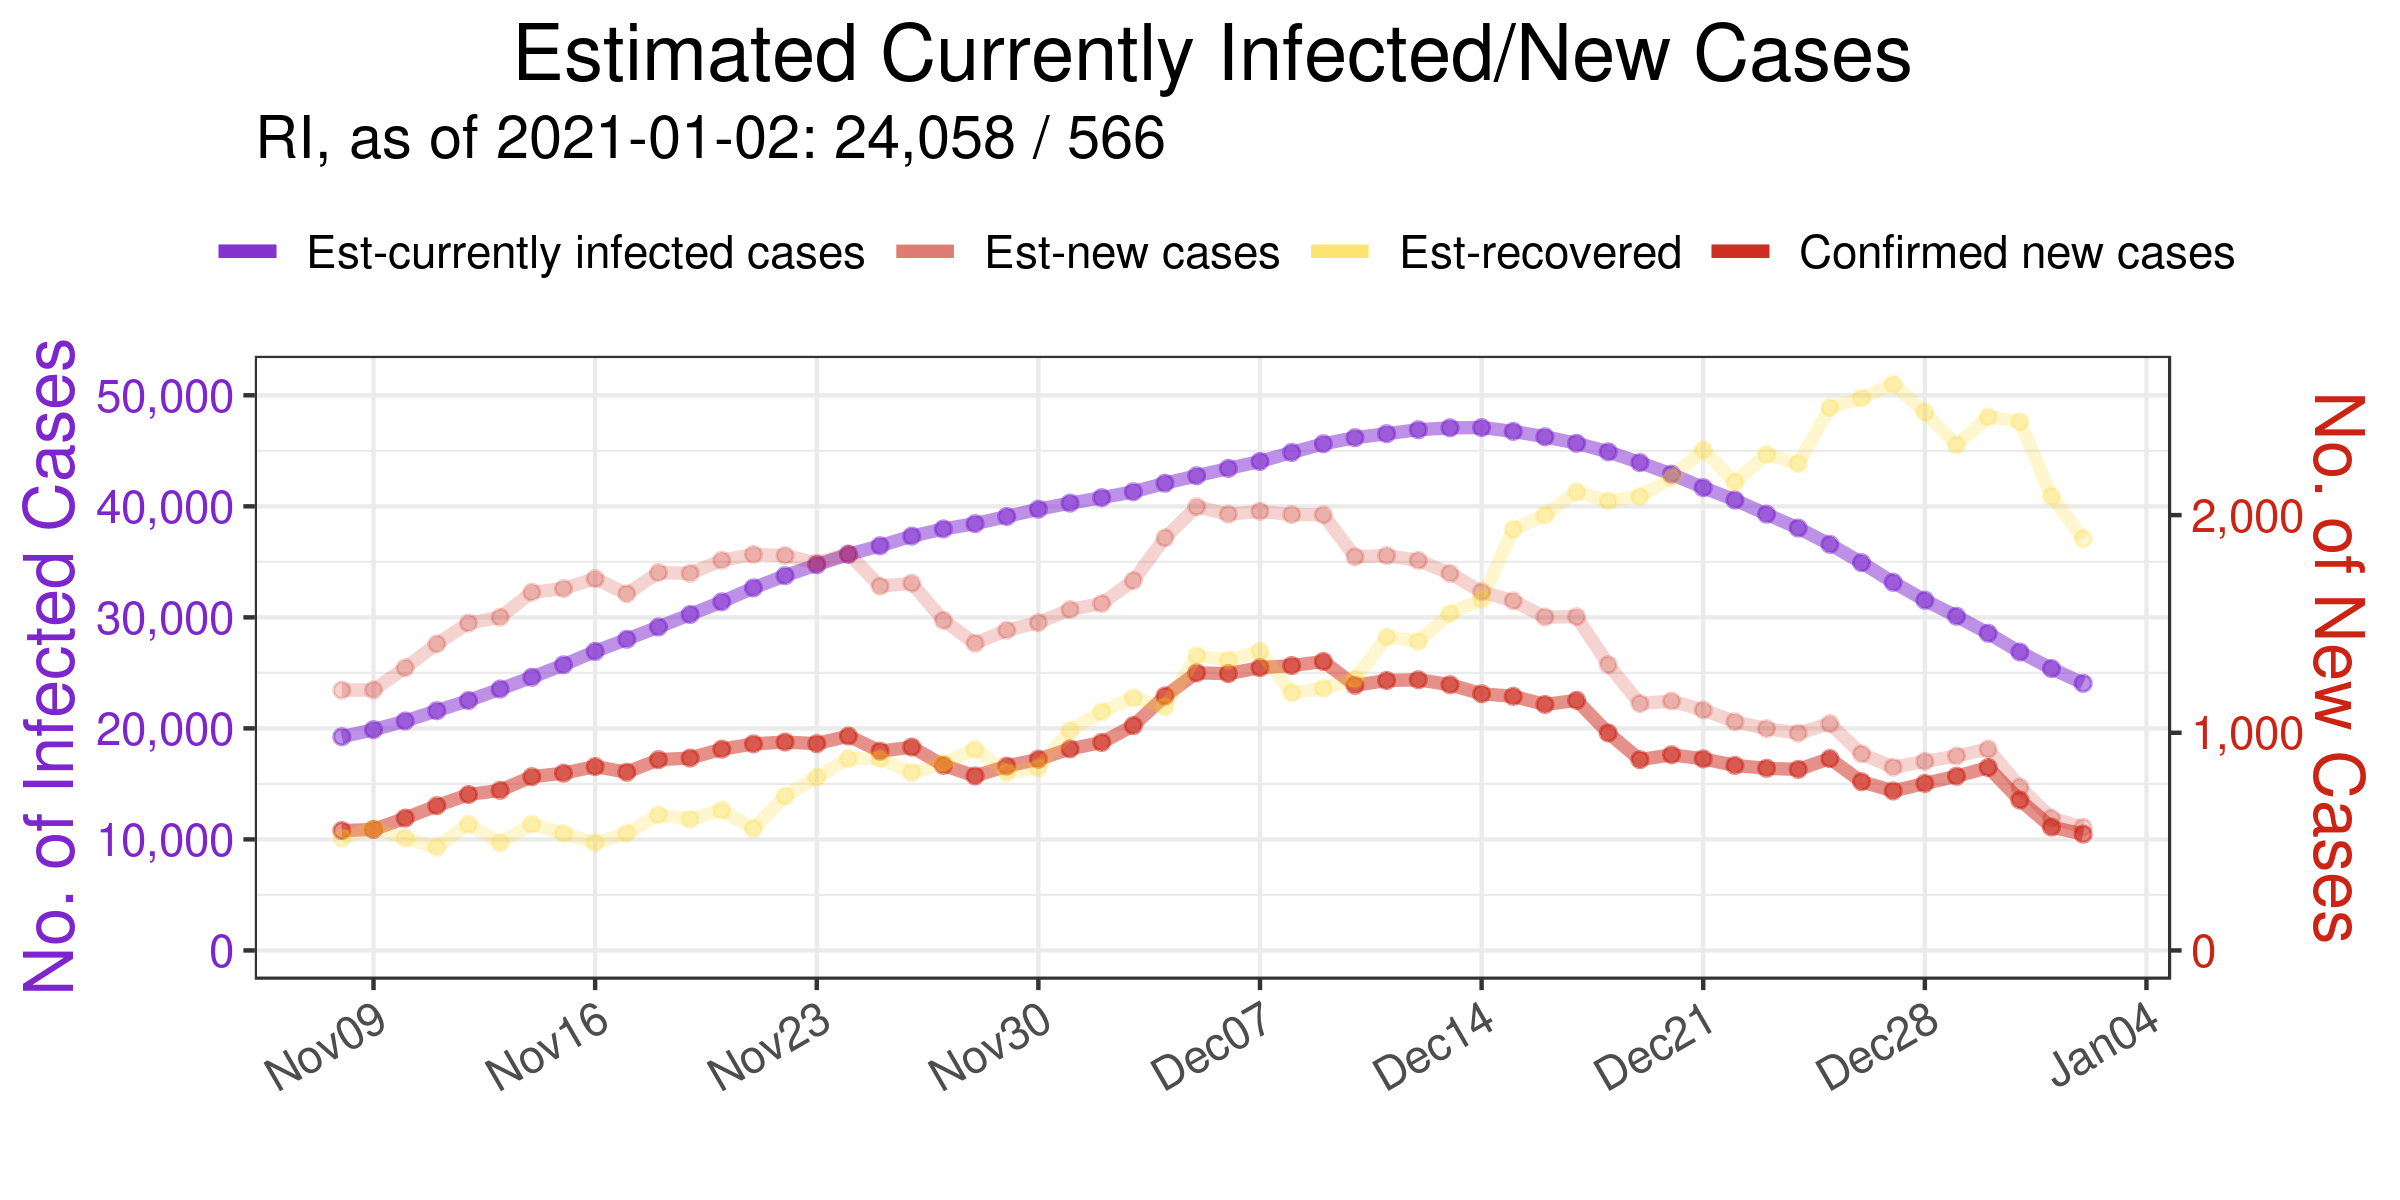 Estimated Currently Infected/New Cases
RI, as of 2021-01-02: 24,058 / 566
Est-currently infected cases Est-new cases Est-recovered Confirmed new cases
No. of Infected Cases
50,000
40,000
30,000
20,000
10,000
0
2,000
1,000
0
No. of New Cases
Nov09 Nov16 Nov23 Nov30 Dec07 Dec14 Dec21 Dec28 Jan04